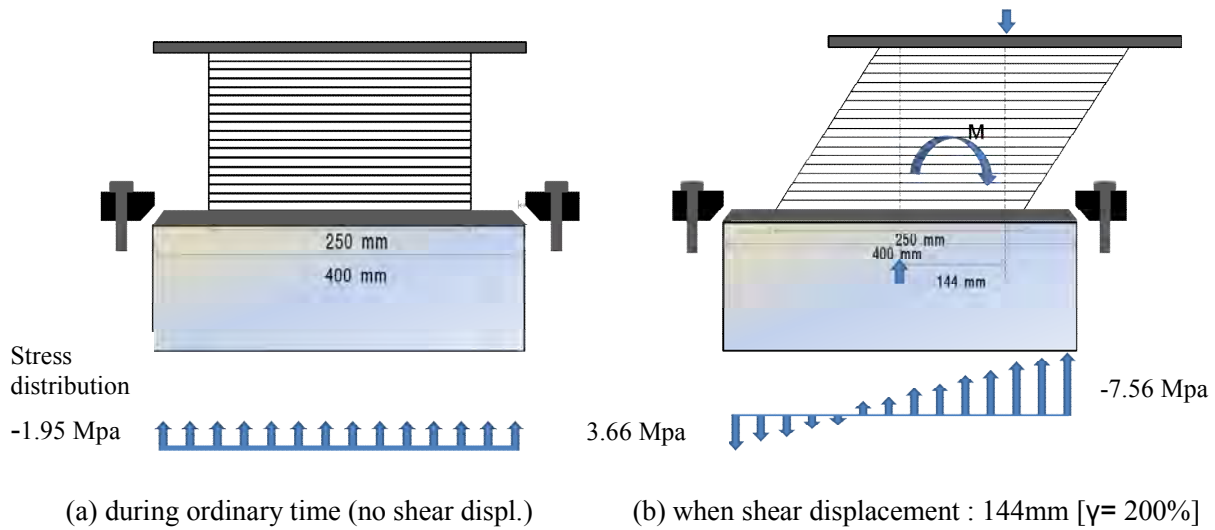 M
250 mm
400 mm
250 mm
400 mm
144 mm
Stress
distribution
-1.95 Mpa
3.66 Mpa
-7.56 Mpa
(a) during ordinary time (no shear displ.)
(b) when shear displacement : 144mm [γ= 200%]